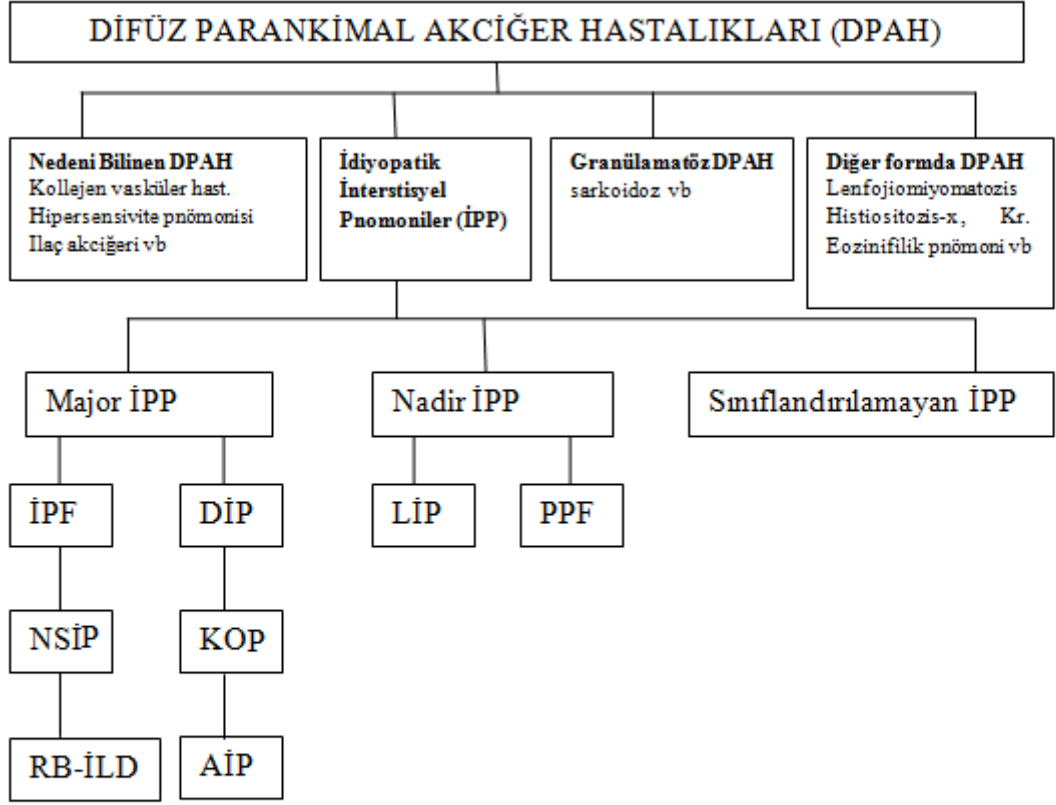 DİFÜZ PARANKİMAL AKCİĞER HASTALIKLARI (DPAH)
Nedeni Bilinen DPAH
Kollejen vasküler hast.
Hipersensivite pnömonisi
Ilaç akciğeri vb
İdiyopatik
İnterstisyel
Pnomoniler (İPP)
Granülamatöz DPAH
sarkoidoz vb
Diğer formda DPAH
Lenfojiomiyomatozis
Histiositozis-x, Kr.
Eozinifilik pnömoni vb
Major İPP
Nadir İPP
Sınıflandırılamayan İPP
İPF
DİP
LİP
PPF
NSİP
KOP
RB-İLD
AİP